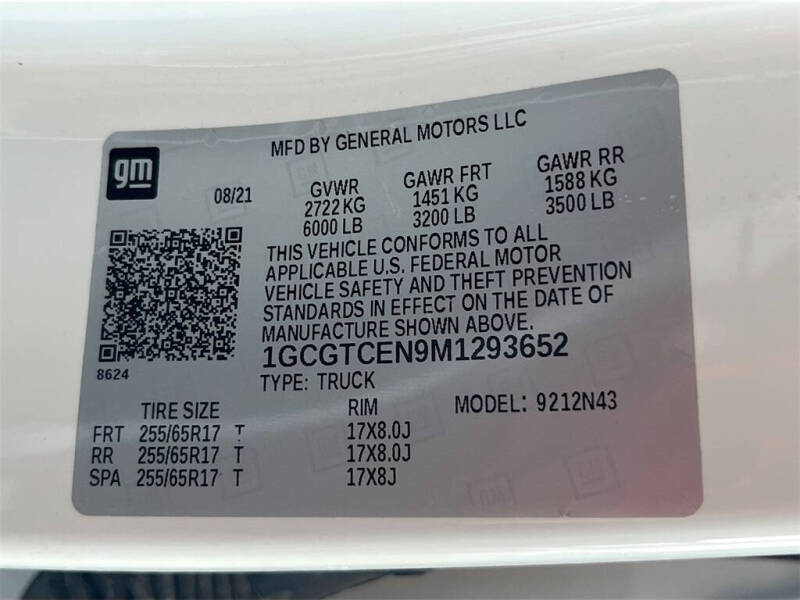 MFD BY GENERAL MOTORS LLC
gm
08/21 GVWR GAWR FRT GAWR RR
2722 KG 1451 KG 1588 KG
6000 LB 3200 LB 3500 LB
THIS VEHICLE CONFORMS TO ALL
APPLICABLE U.S. FEDERAL MOTOR
VEHICLE SAFETY AND THEFT PREVENTION
STANDARDS IN EFFECT ON THE DATE OF
MANUFACTURE SHOWN ABOVE.
1GCGTCEN9M1293652
8624
TYPE: TRUCK
TIRE SIZE RIM MODEL: 9212N43
FRT 255/65R17 T 17X8.0J
RR 255/65R17 T 17X8.0J
SPA 255/65R17 T 17X8J